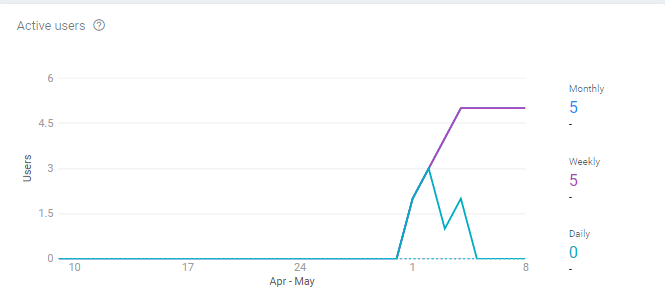 Active users ?
6
4.5
3
1.5
0
Users
10 17 24 1 8
Apr - May
Monthly
5
-
Weekly
5
-
Daily
0
-